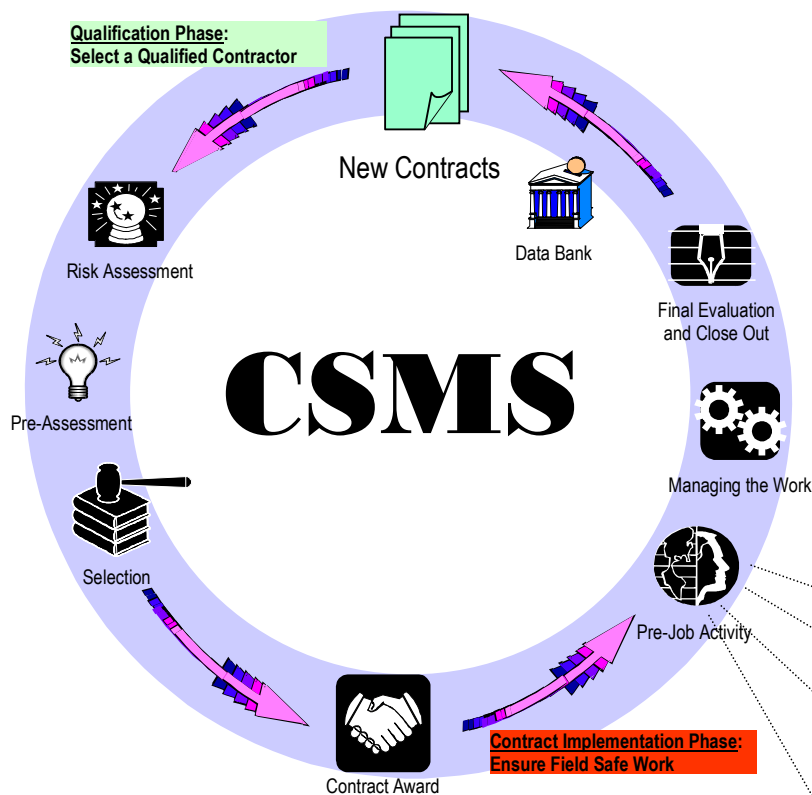 Qualification Phase:
Select a Qualified Contractor
New Contracts
Data Bank
Risk Assessment
Final Evaluation
and Close Out
CSMS
Pre-Assessment
Managing the Work
Selection
Pre-Job Activity
Contract Implementation Phase:
Ensure Field Safe Work
Contract Award